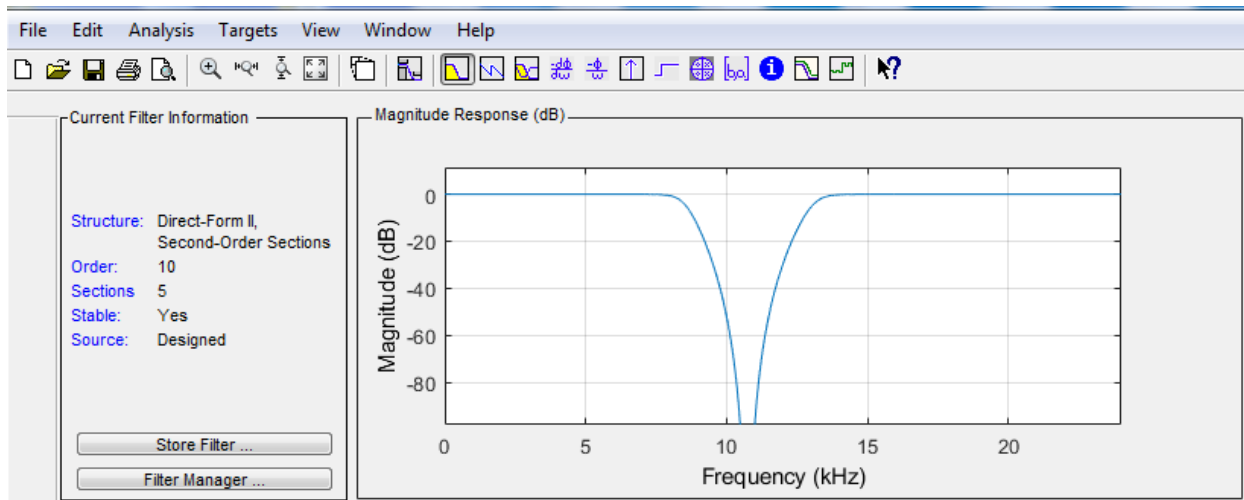 File Edit Analysis Targets View Window Help
[b,a] i ?
Current Filter Information
Structure: Direct-Form II,
Second-Order Sections
Order: 10
Sections 5
Stable: Yes
Source: Designed
Store Filter ...
Filter Manager ...
Magnitude Response (dB)
Magnitude (dB)
0
-20
-40
-60
-80
0 5 10 15 20
Frequency (kHz)